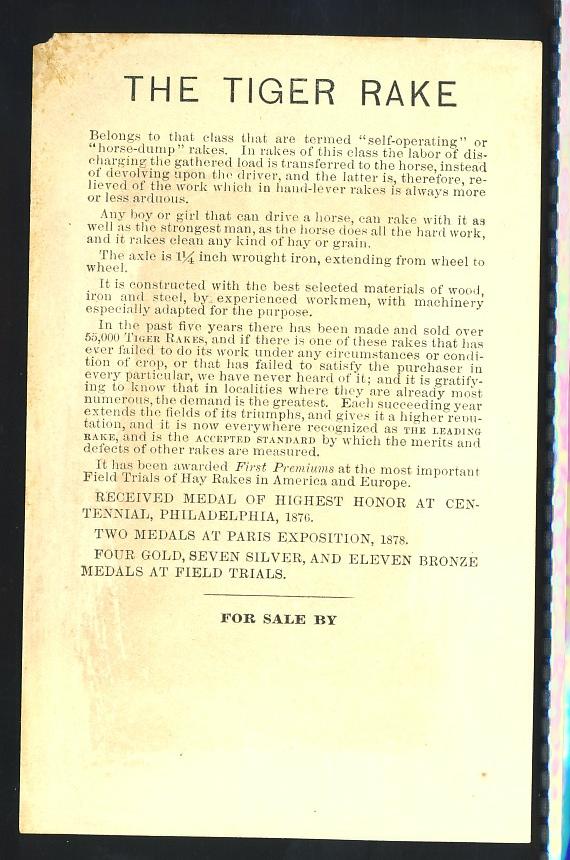 THE TIGER RAKE
Belongs to that class that are termed "self-operating" or
"horse-dump" rakes. In rakes of this class the labor of dis-
charging the gathered load is transferred to the horse, instead
of devolving upon the driver, and the latter is, therefore, re-
lieved of the work which in hand-lever rakes is always more
or less arduous.
Any boy or girl that can drive a horse, can rake with it as
well as the strongest man, as the horse does all the hard work,
and it rakes clean any kind of hay or grain.
The axle is 1¼ inch wrought iron, extending from wheel to
wheel.
It is constructed with the best selected materials of wood,
iron and steel, by experienced workmen, with machinery
especially adapted for the purpose.
In the past five years there has been made and sold over
55,000 TIGER RAKES, and if there is one of these rakes that has
ever failed to do its work under any circumstances or condi-
tion of crop, or that has failed to satisfy the purchaser in
every particular, we have never heard of it; and it is gratify-
ing to know that in localities where they are already most
numerous, the demand is the greatest. Each succeeding year
extends the fields of its triumphs, and gives it a higher repu-
tation, and it is now everywhere recognized as THE LEADING
RAKE, and is the ACCEPTED STANDARD by which the merits and
defects of other rakes are measured.
It has been awarded First Premiums at the most important
Field Trials of Hay Rakes in America and Europe.
RECEIVED MEDAL OF HIGHEST HONOR AT CEN-
TENNIAL, PHILADELPHIA, 1876.
TWO MEDALS AT PARIS EXPOSITION, 1878.
FOUR GOLD, SEVEN SILVER, AND ELEVEN BRONZE
MEDALS AT FIELD TRIALS.
FOR SALE BY